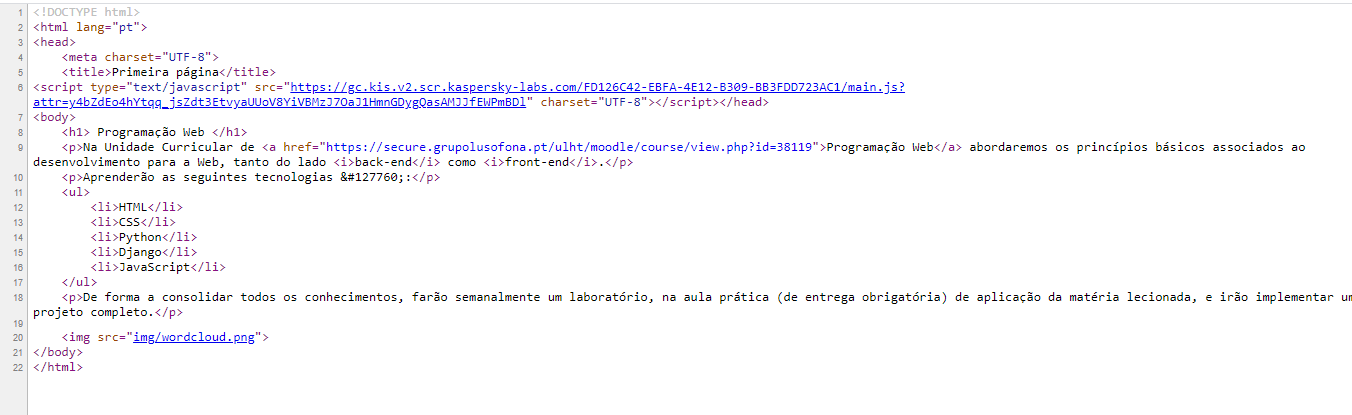 1 <!DOCTYPE html>
2 <html lang="pt">
3 <head>
4     <meta charset="UTF-8">
5     <title>Primeira página</title>
6 <script type="text/javascript" src="https://gc.kis.v2.scr.kaspersky-labs.com/FD126C42-EBFA-4E12-B309-BB3FDD723AC1/main.js?
attr=y4bZdEo4hYtqq_jsZdt3EtvyaUUoV8YiVBMzJ7OaJ1HmnGDygQasAMJJfEWPmBDl" charset="UTF-8"></script></head>
7 <body>
8     <h1> Programação Web </h1>
9     <p>Na Unidade Curricular de <a href="https://secure.grupolusofona.pt/ulht/moodle/course/view.php?id=38119">Programação Web</a> abordaremos os princípios básicos associados ao
desenvolvimento para a Web, tanto do lado <i>back-end</i> como <i>front-end</i>.</p>
10     <p>Aprenderão as seguintes tecnologias &#127760;:</p>
11     <ul>
12         <li>HTML</li>
13         <li>CSS</li>
14         <li>Python</li>
15         <li>Django</li>
16         <li>JavaScript</li>
17     </ul>
18     <p>De forma a consolidar todos os conhecimentos, farão semanalmente um laboratório, na aula prática (de entrega obrigatória) de aplicação da matéria lecionada, e irão implementar um
projeto completo.</p>
19
20     <img src="img/wordcloud.png">
21 </body>
22 </html>